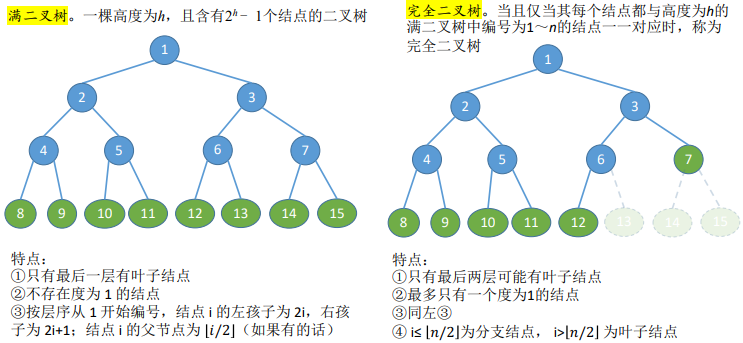 满二叉树。一棵高度为h，且含有2^h − 1个结点的二叉树
1
2
3
4
5
6
7
8
9
10
11
12
13
14
15
特点：
①只有最后一层有叶子结点
②不存在度为 1 的结点
③按层序从 1 开始编号，结点 i 的左孩子为 2i，右孩
子为 2i+1；结点 i 的父节点为 ⌊i/2⌋（如果有的话）
完全二叉树。当且仅当其每个结点都与高度为h的
满二叉树中编号为1～n的结点一一对应时，称为
完全二叉树
1
2
3
4
5
6
7
8
9
10
11
12
13
14
15
特点：
①只有最后两层可能有叶子结点
②最多只有一个度为1的结点
③同左③
④ i≤ ⌊n/2⌋为分支结点， i>⌊n/2⌋ 为叶子结点